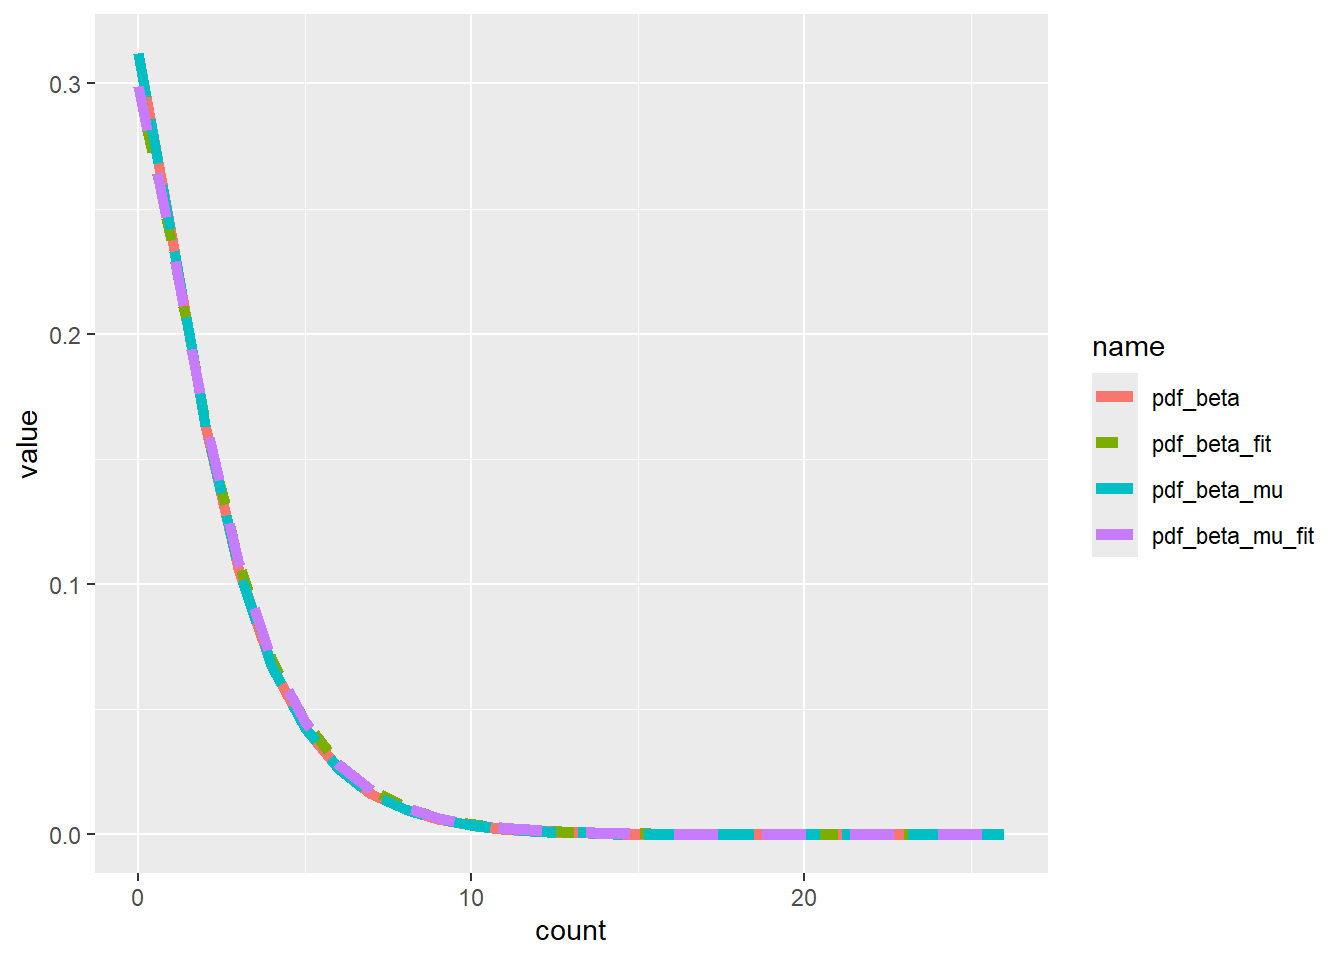 0.3
0.2
0.1
0.0
value
0
10
20
count
name
pdf_beta
pdf_beta_fit
pdf_beta_mu
pdf_beta_mu_fit